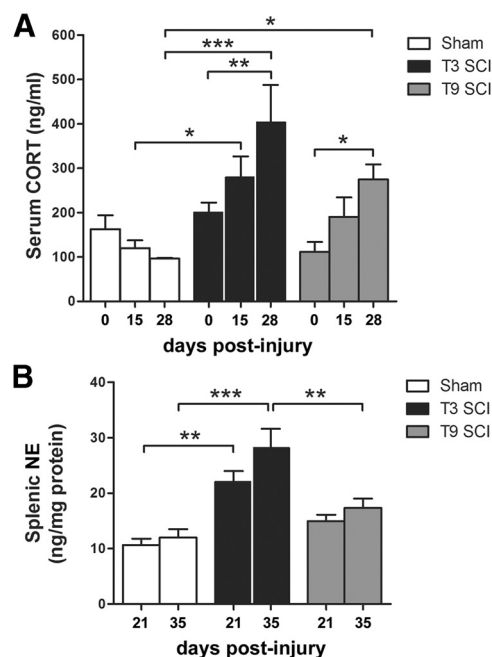 A
*
***
**
*
*
Sham
T3 SCI
T9 SCI
Serum CORT (ng/ml)
600
500
400
300
200
100
0
0 15 28 0 15 28 0 15 28
days post-injury
B
***
**
**
Sham
T3 SCI
T9 SCI
Splenic NE
(ng/mg protein)
40
30
20
10
0
21 35 21 35 21 35
days post-injury